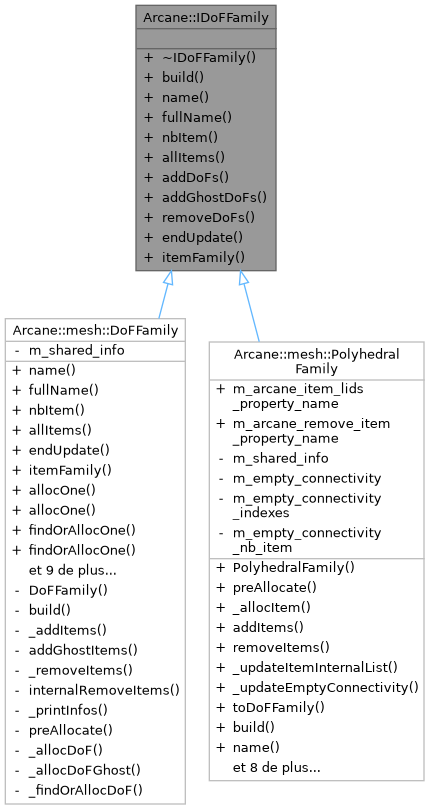 Arcane::IDoFFamily
+ ~IDoFFamily()
+ build()
+ name()
+ fullName()
+ nbItem()
+ allItems()
+ addDoFs()
+ addGhostDoFs()
+ removeDoFs()
+ endUpdate()
+ itemFamily()
Arcane::mesh::DoFFamily
- m_shared_info
+ name()
+ fullName()
+ nbItem()
+ allItems()
+ endUpdate()
+ itemFamily()
+ allocOne()
+ allocOne()
+ findOrAllocOne()
+ findOrAllocOne()
et 9 de plus...
- DoFFamily()
- build()
- _addItems()
- addGhostItems()
- _removeItems()
- internalRemoveItems()
- _printInfos()
- preAllocate()
- _allocDoF()
- _allocDoFGhost()
- _findOrAllocDoF()
Arcane::mesh::Polyhedral
Family
+ m_arcane_item_lids
_property_name
+ m_arcane_remove_item
_property_name
- m_shared_info
- m_empty_connectivity
- m_empty_connectivity
_indexes
- m_empty_connectivity
_nb_item
+ PolyhedralFamily()
+ preAllocate()
+ _allocItem()
+ addItems()
+ removeItems()
+ _updateItemInternalList()
+ _updateEmptyConnectivity()
+ toDoFFamily()
+ build()
+ name()
et 8 de plus...